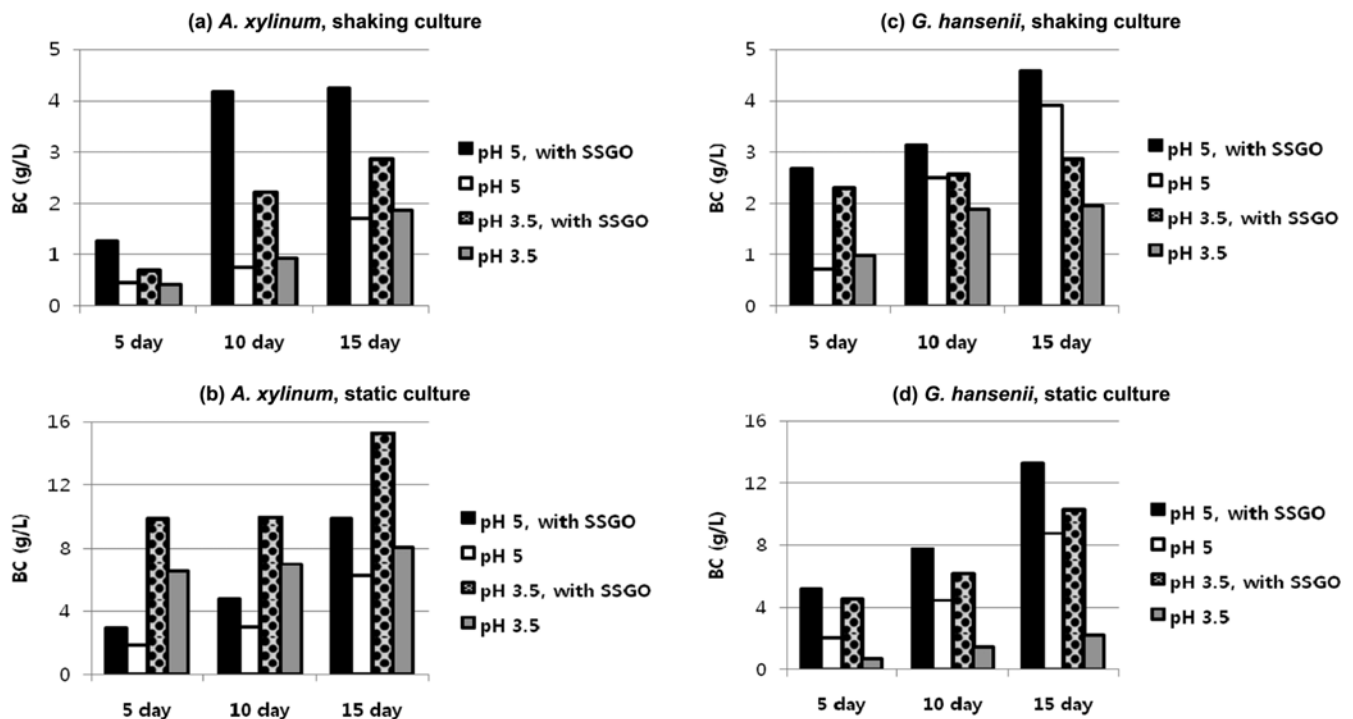 (a) A. xylinum, shaking culture
5
4
3
2
1
0
BC (g/L)
5 day 10 day 15 day
pH 5, with SSGO
pH 5
pH 3.5, with SSGO
pH 3.5
(c) G. hansenii, shaking culture
5
4
3
2
1
0
BC (g/L)
5 day 10 day 15 day
pH 5, with SSGO
pH 5
pH 3.5, with SSGO
pH 3.5
(b) A. xylinum, static culture
16
12
8
4
0
BC (g/L)
5 day 10 day 15 day
pH 5, with SSGO
pH 5
pH 3.5, with SSGO
pH 3.5
(d) G. hansenii, static culture
16
12
8
4
0
BC (g/L)
5 day 10 day 15 day
pH 5, with SSGO
pH 5
pH 3.5, with SSGO
pH 3.5